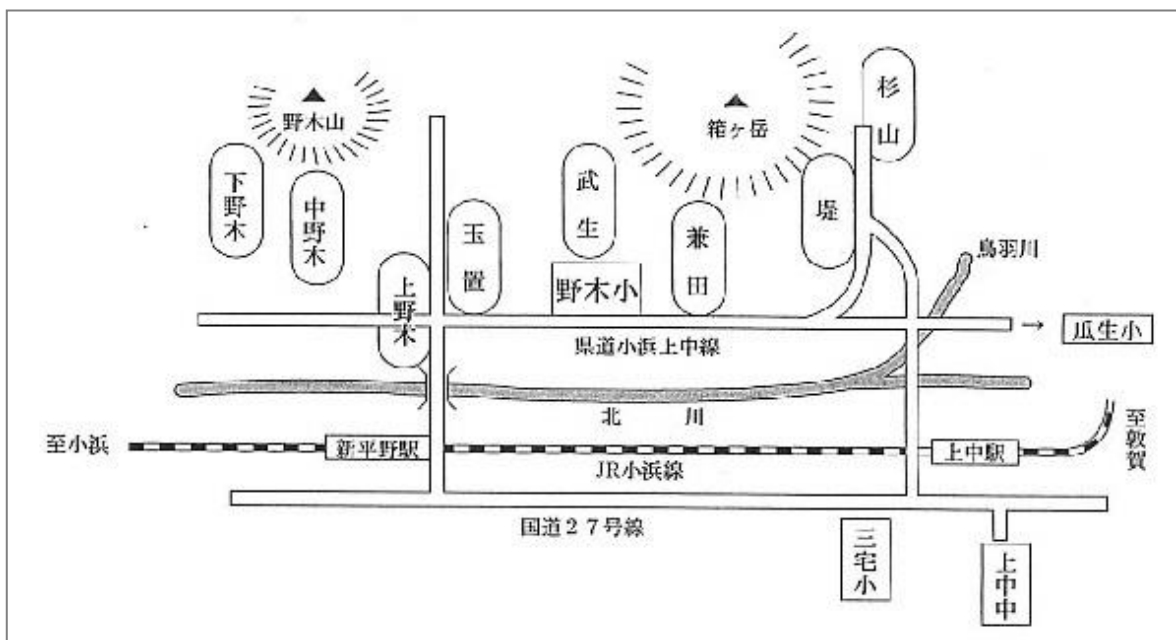 杉山
野木山
箱ヶ岳
下野木
中野木
武生
堤
玉置
兼田
鳥羽川
上野木
野木小
県道小浜上中線
→ 瓜生小
北川
至小浜
新平野駅
JR小浜線
上中駅
至敦賀
国道27号線
三宅小
上中中